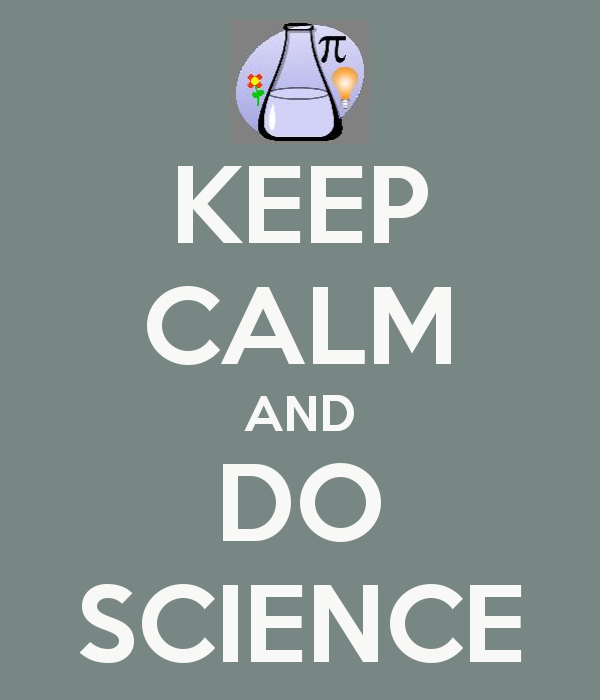 π
KEEP
CALM
AND
DO
SCIENCE